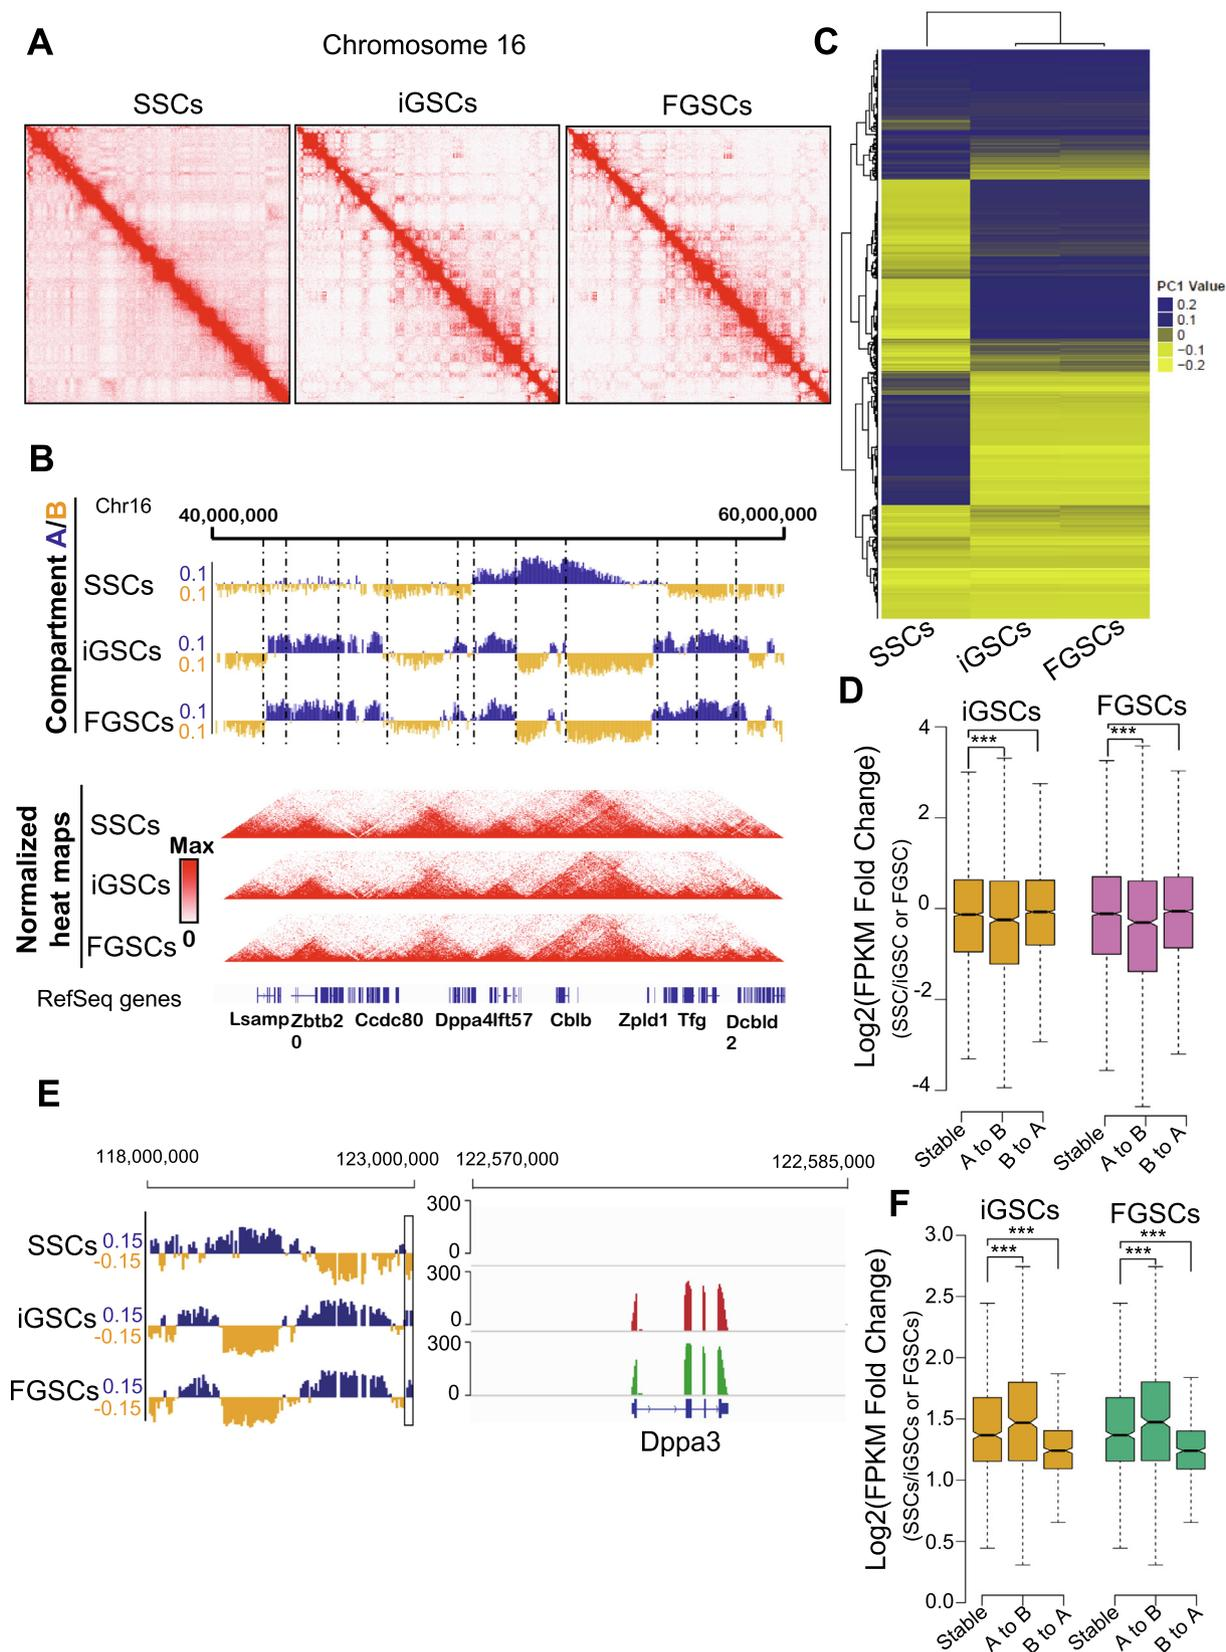 A
Chromosome 16
SSCs
iGSCs
FGSCs
B
Compartment A/B
Chr16
40,000,000
60,000,000
SSCs
0.1
0.1
iGSCs
0.1
0.1
FGSCs
0.1
0.1
Normalized
heat maps
Max
0
SSCs
iGSCs
FGSCs
RefSeq genes
Lsamp Zbtb2 Ccdc80 Dppa4Ift57 Cblb Zpld1 Tfg Dcbld
0 2
C
PC1 Value
0.2
0.1
0
−0.1
−0.2
SSCs
iGSCs
FGSCs
D
iGSCs
FGSCs
***
***
Log2(FPKM Fold Change)
(SSC/iGSC or FGSC)
4
2
0
-2
-4
Stable
A to B
B to A
Stable
A to B
B to A
E
118,000,000
123,000,000
122,570,000
122,585,000
SSCs
0.15
-0.15
iGSCs
0.15
-0.15
FGSCs
0.15
-0.15
300
0
300
0
300
0
Dppa3
F
iGSCs
FGSCs
***
***
***
***
Log2(FPKM Fold Change)
(SSCs/iGSCs or FGSCs)
3.0
2.5
2.0
1.5
1.0
0.5
0.0
Stable
A to B
B to A
Stable
A to B
B to A